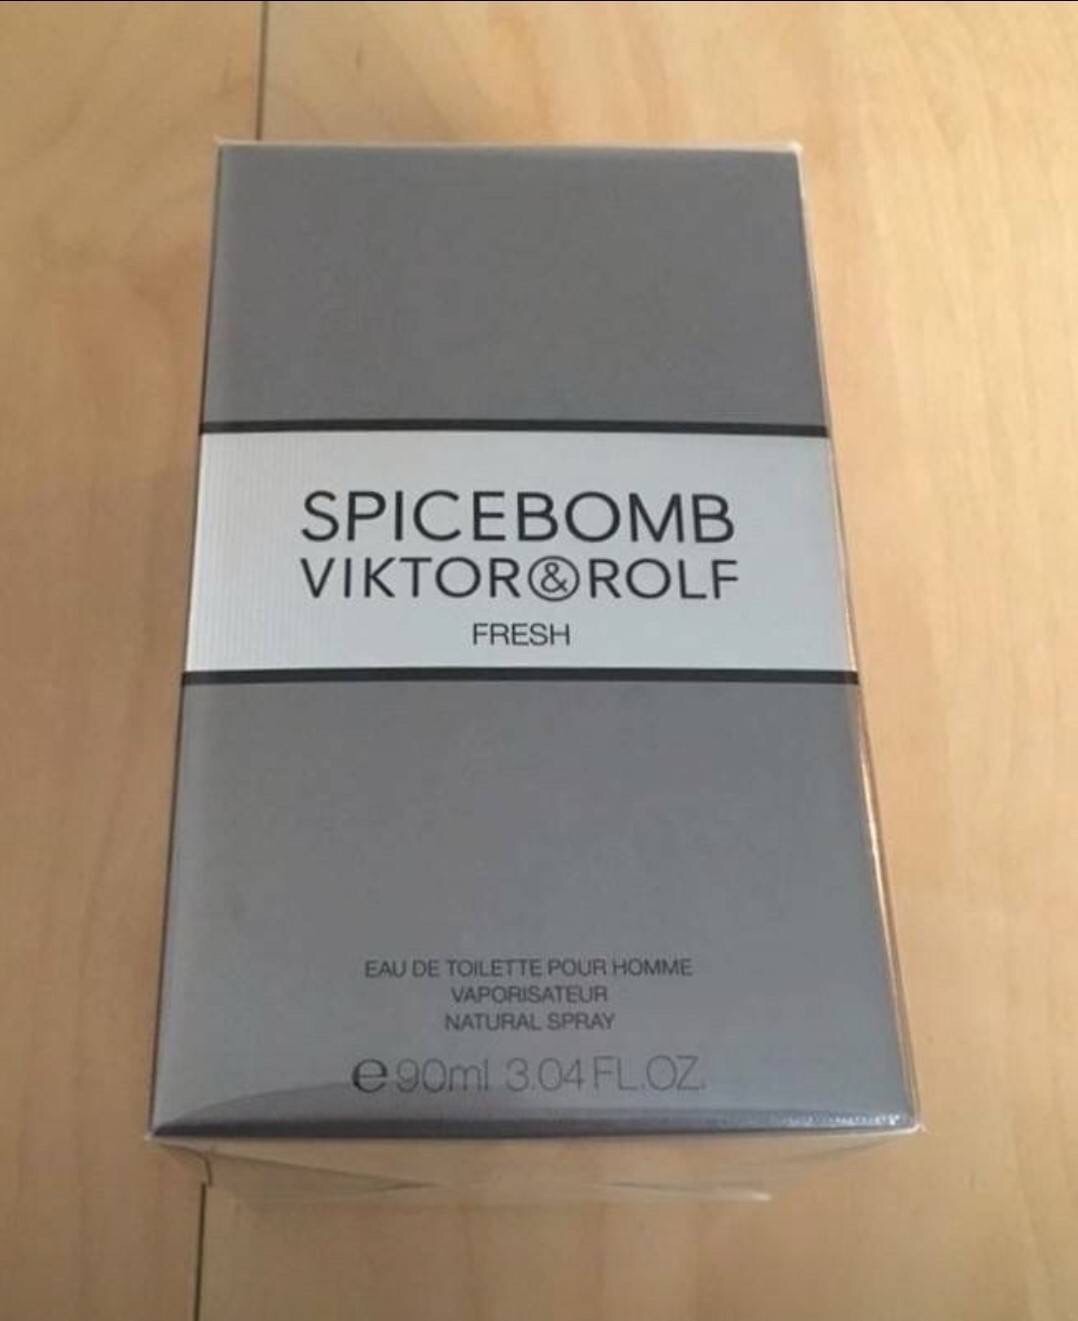 SPICEBOMB
VIKTOR&ROLF
FRESH
EAU DE TOILETTE POUR HOMME
VAPORISATEUR
NATURAL SPRAY
℮ 90ml 3.04 FL.OZ.